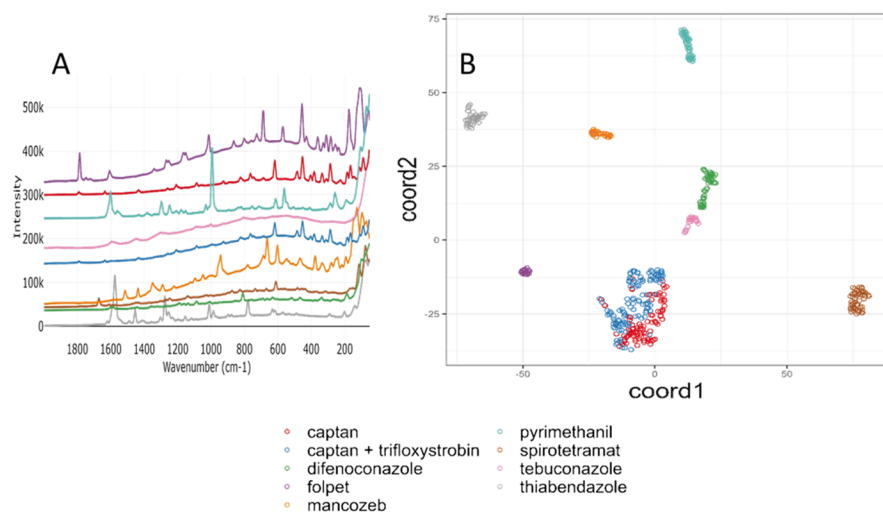 A
500k
400k
300k
200k
100k
0
Intensity
1800 1600 1400 1200 1000 800 600 400 200
Wavenumber (cm-1)
B
75
50
25
0
-25
coord2
-50 0 50
coord1
captan
captan + trifloxystrobin
difenoconazole
folpet
mancozeb
pyrimethanil
spirotetramat
tebuconazole
thiabendazole